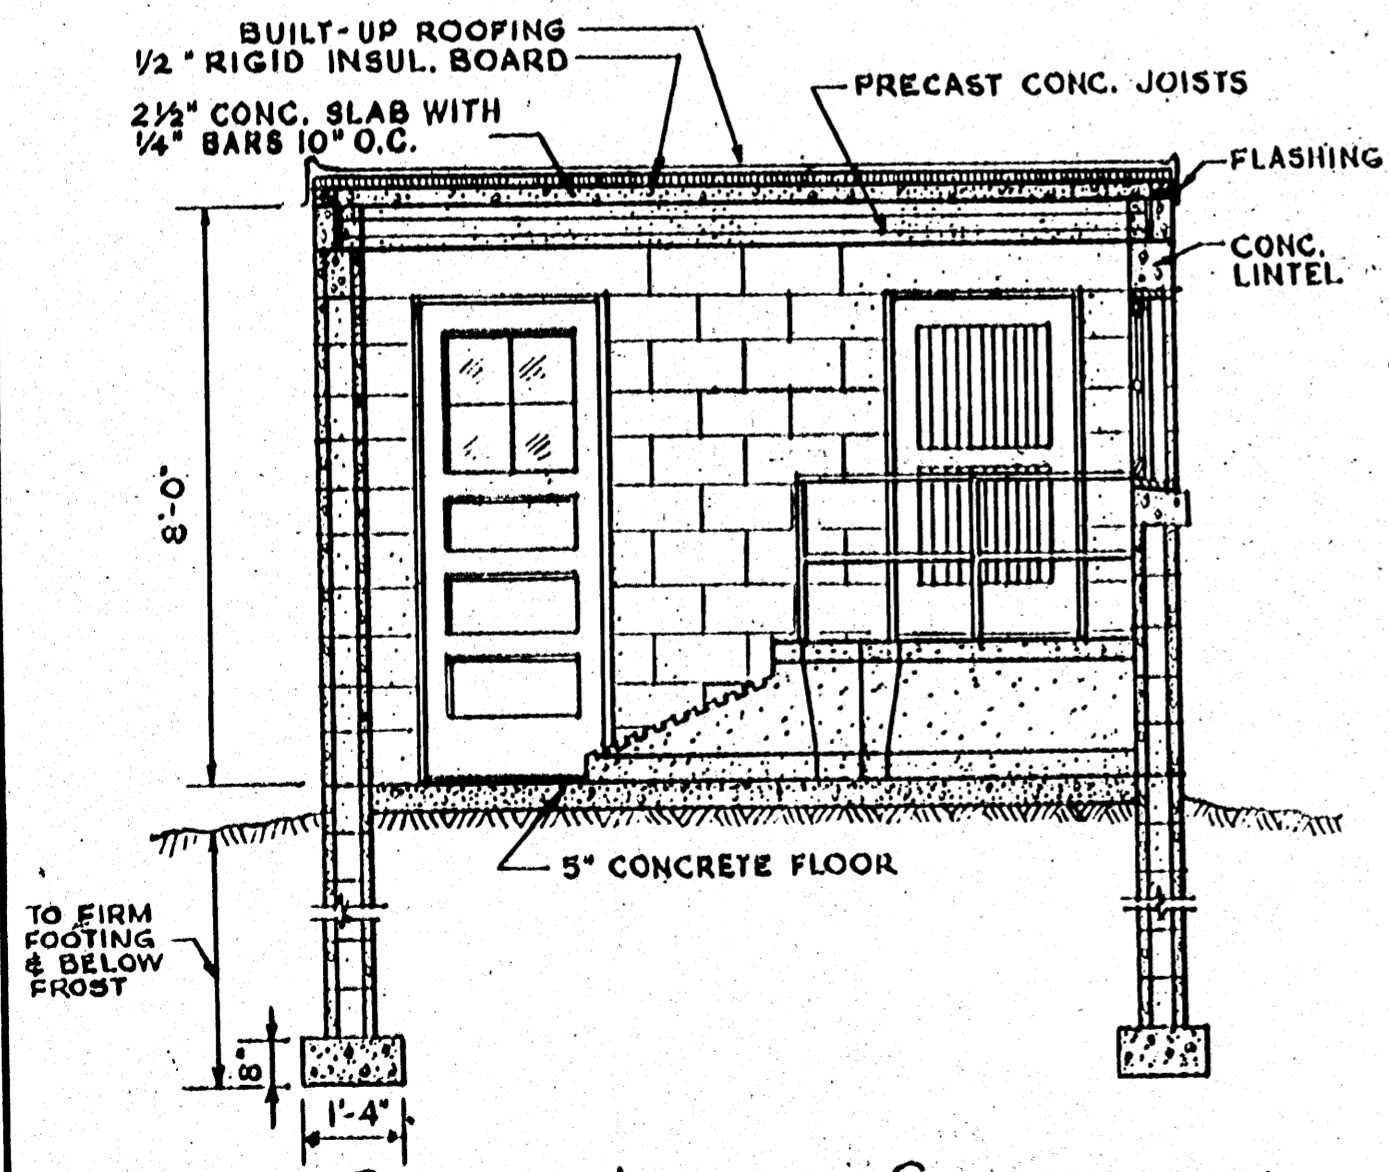 BUILT-UP ROOFING
1/2" RIGID INSUL. BOARD
2 1/2" CONC. SLAB WITH
1/4" BARS 10" O.C.
PRECAST CONC. JOISTS
FLASHING
CONC.
LINTEL
8'-0"
5" CONCRETE FLOOR
TO FIRM
FOOTING
& BELOW
FROST
8"
1'-4"